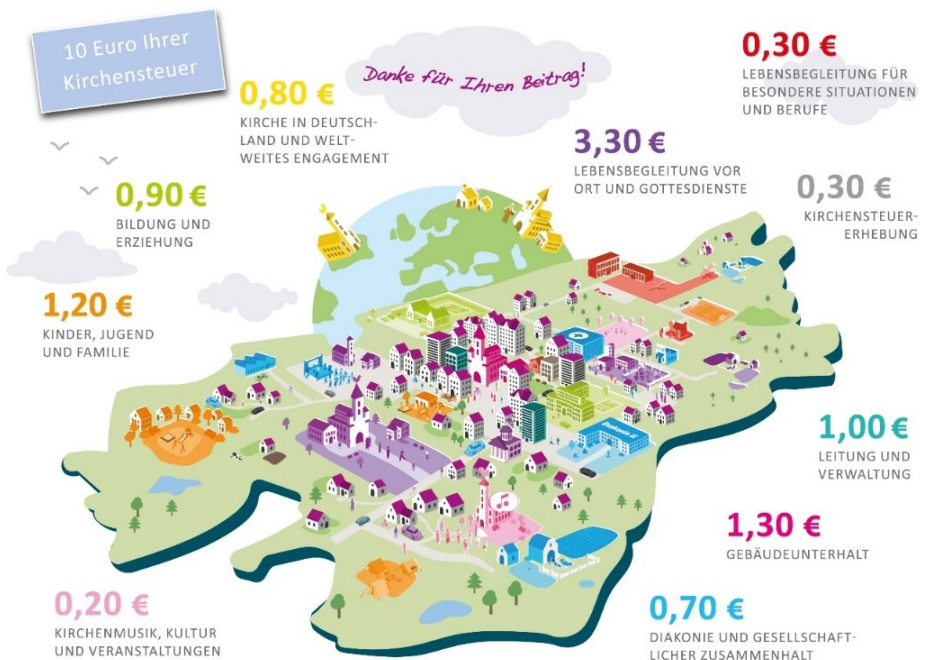 10 Euro Ihrer
Kirchensteuer
Danke für Ihren Beitrag!
0,80 €
KIRCHE IN DEUTSCH-
LAND UND WELT-
WEITES ENGAGEMENT
0,30 €
LEBENSBEGLEITUNG FÜR
BESONDERE SITUATIONEN
UND BERUFE
3,30 €
LEBENSBEGLEITUNG VOR
ORT UND GOTTESDIENSTE
0,90 €
BILDUNG UND
ERZIEHUNG
0,30 €
KIRCHENSTEUER-
ERHEBUNG
1,20 €
KINDER, JUGEND
UND FAMILIE
Diakonie
1,00 €
LEITUNG UND
VERWALTUNG
1,30 €
GEBÄUDEUNTERHALT
0,20 €
KIRCHENMUSIK, KULTUR
UND VERANSTALTUNGEN
0,70 €
DIAKONIE UND GESELLSCHAFT-
LICHER ZUSAMMENHALT